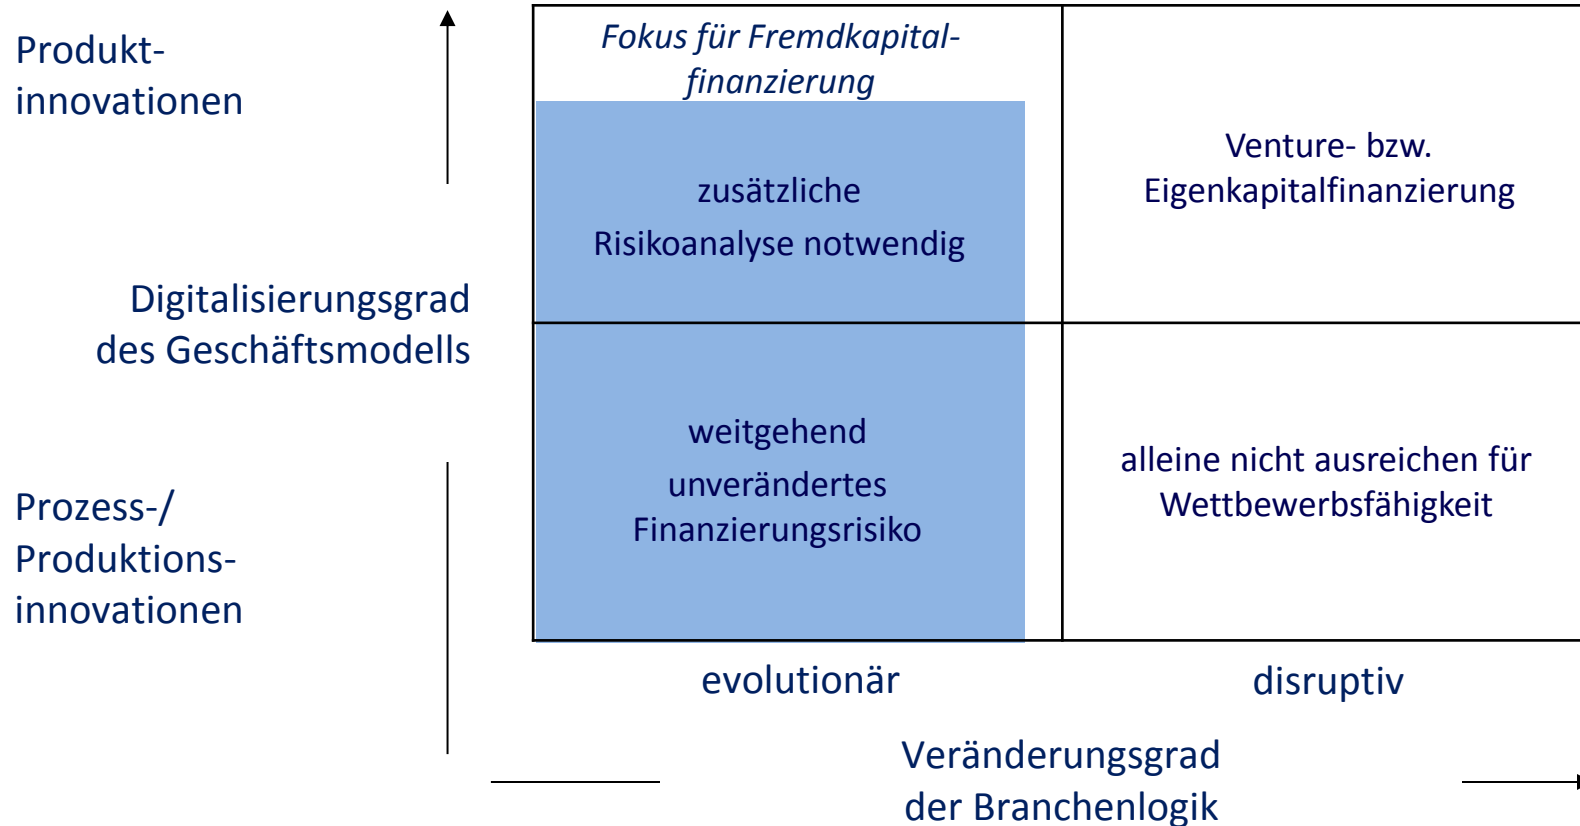 Produkt-
innovationen
Fokus für Fremdkapital-
finanzierung
zusätzliche
Risikoanalyse notwendig
Venture- bzw.
Eigenkapitalfinanzierung
Digitalisierungsgrad
des Geschäftsmodells
weitgehend
unverändertes
Finanzierungsrisiko
alleine nicht ausreichen für
Wettbewerbsfähigkeit
Prozess-/
Produktions-
innovationen
evolutionär
disruptiv
Veränderungsgrad
der Branchenlogik